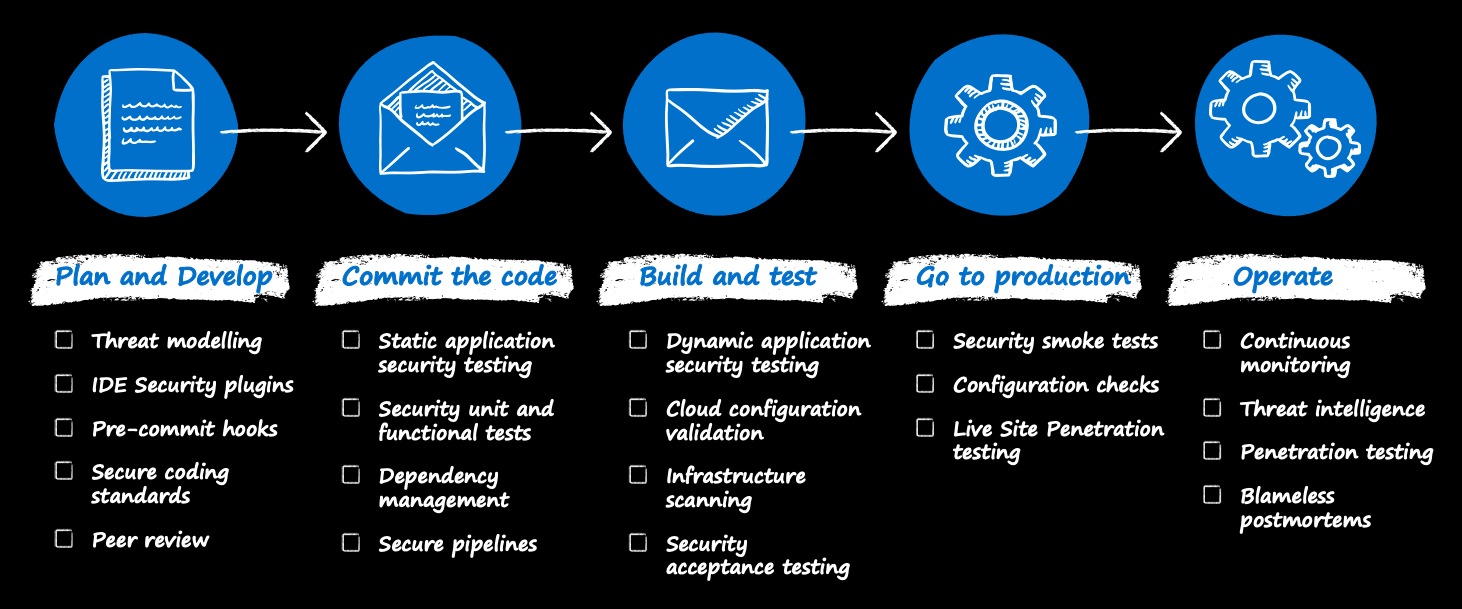 Plan and Develop
Threat modelling
IDE Security plugins
Pre-commit hooks
Secure coding
standards
Peer review
Commit the code
Static application
security testing
Security unit and
functional tests
Dependency
management
Secure pipelines
Build and test
Dynamic application
security testing
Cloud configuration
validation
Infrastructure
scanning
Security
acceptance testing
Go to production
Security smoke tests
Configuration checks
Live Site Penetration
testing
Operate
Continuous
monitoring
Threat intelligence
Penetration testing
Blameless
postmortems